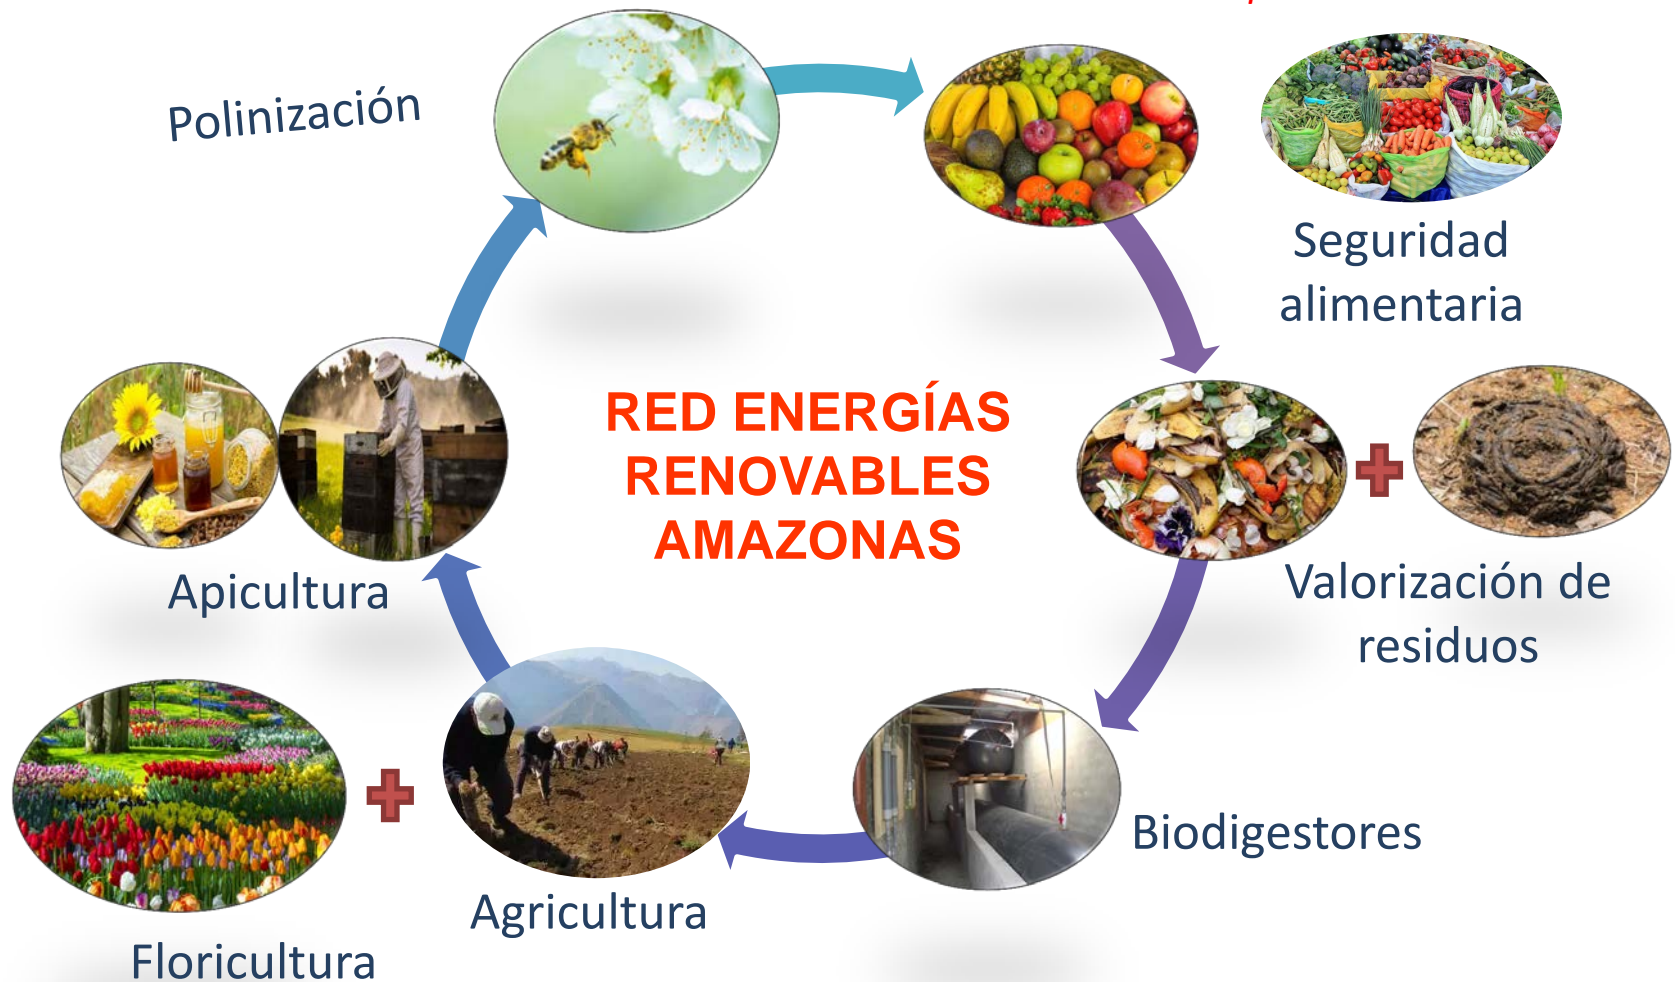 Polinización
Seguridad
alimentaria
RED ENERGÍAS
RENOVABLES
AMAZONAS
Valorización de
residuos
Apicultura
Biodigestores
Agricultura
Floricultura